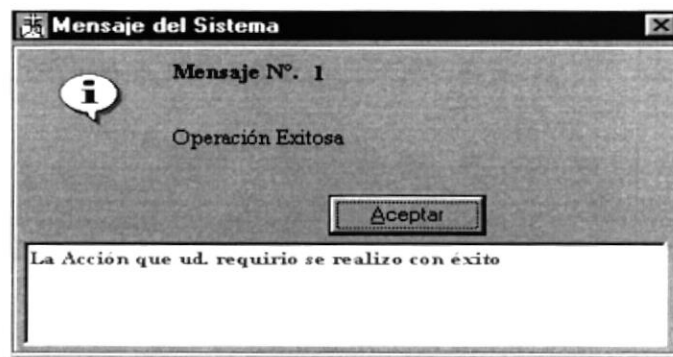 Mensaje del Sistema
Mensaje Nº. 1
Operación Exitosa
Aceptar
La Acción que ud. requirio se realizo con éxito